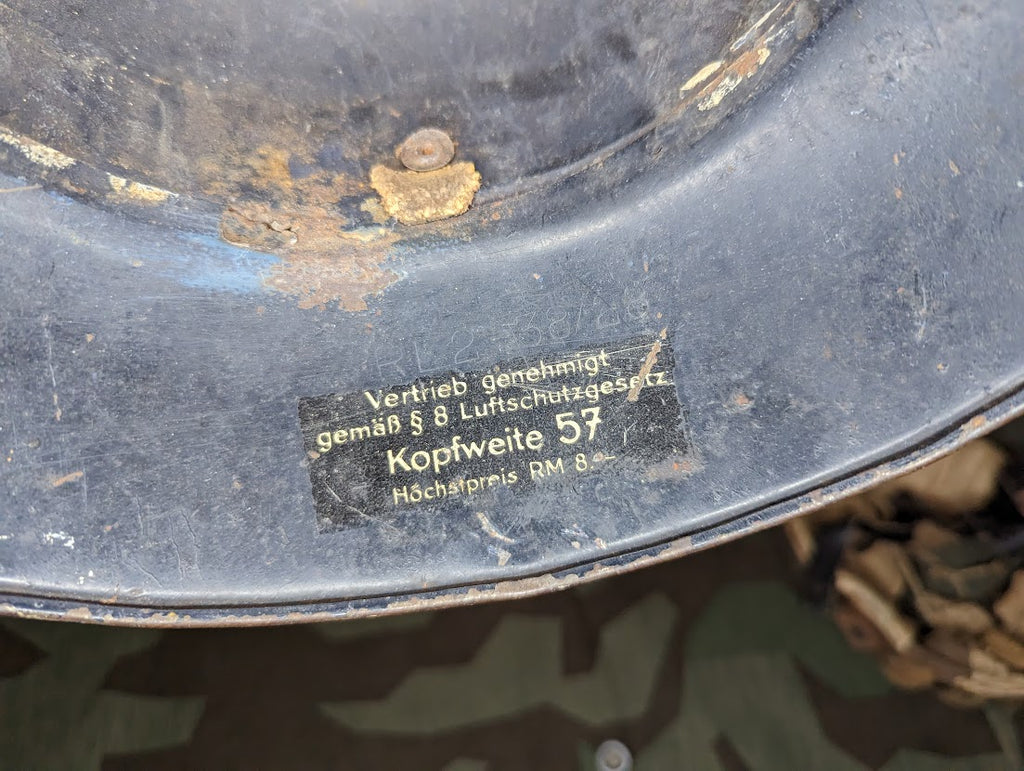 Vertrieb genehmigt
gemäß § 8 Luftschutzgesetz
Kopfweite 57
Höchstpreis RM 8.-